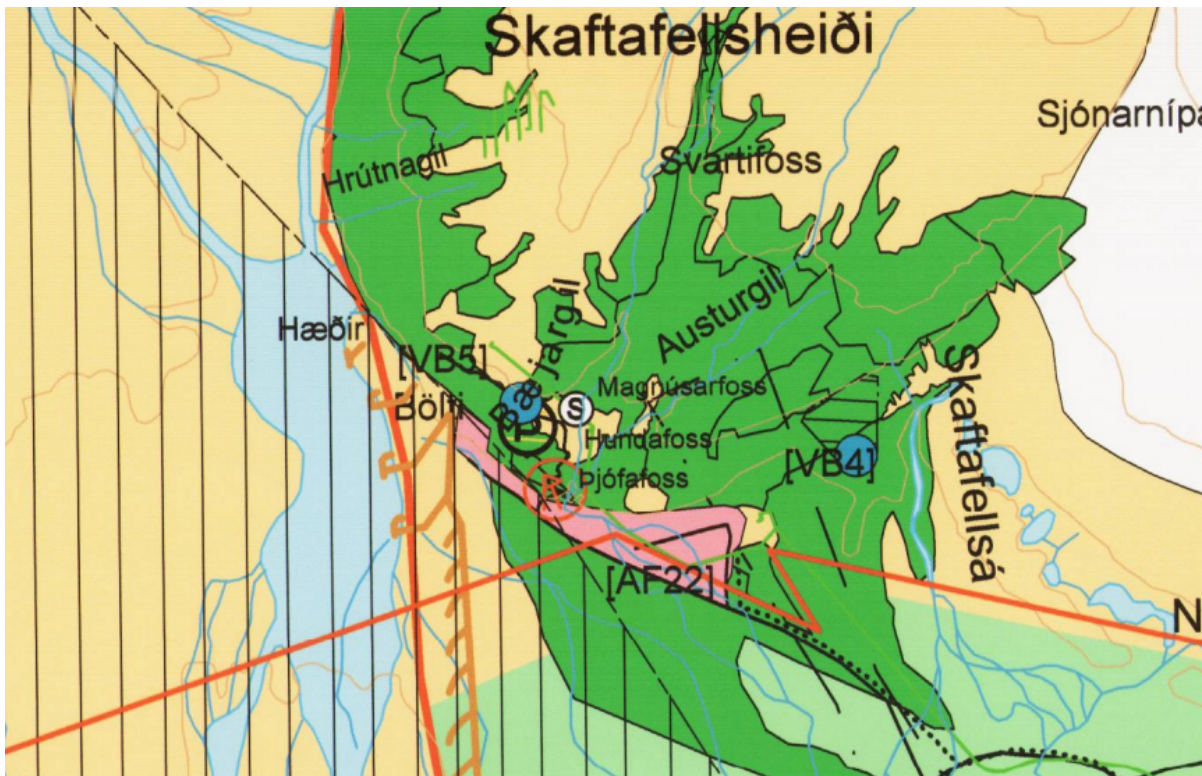 Skaftafellsheiði
Sjónarnípa
Svartifoss
Hrútnagil
Hæðir
[VB5]
Bæjargil
Austurgil
Bölti
S
Magnúsarfoss
Hundafoss
Þjófafoss
[VB4]
Skaftafellsá
R
[AF22]
N